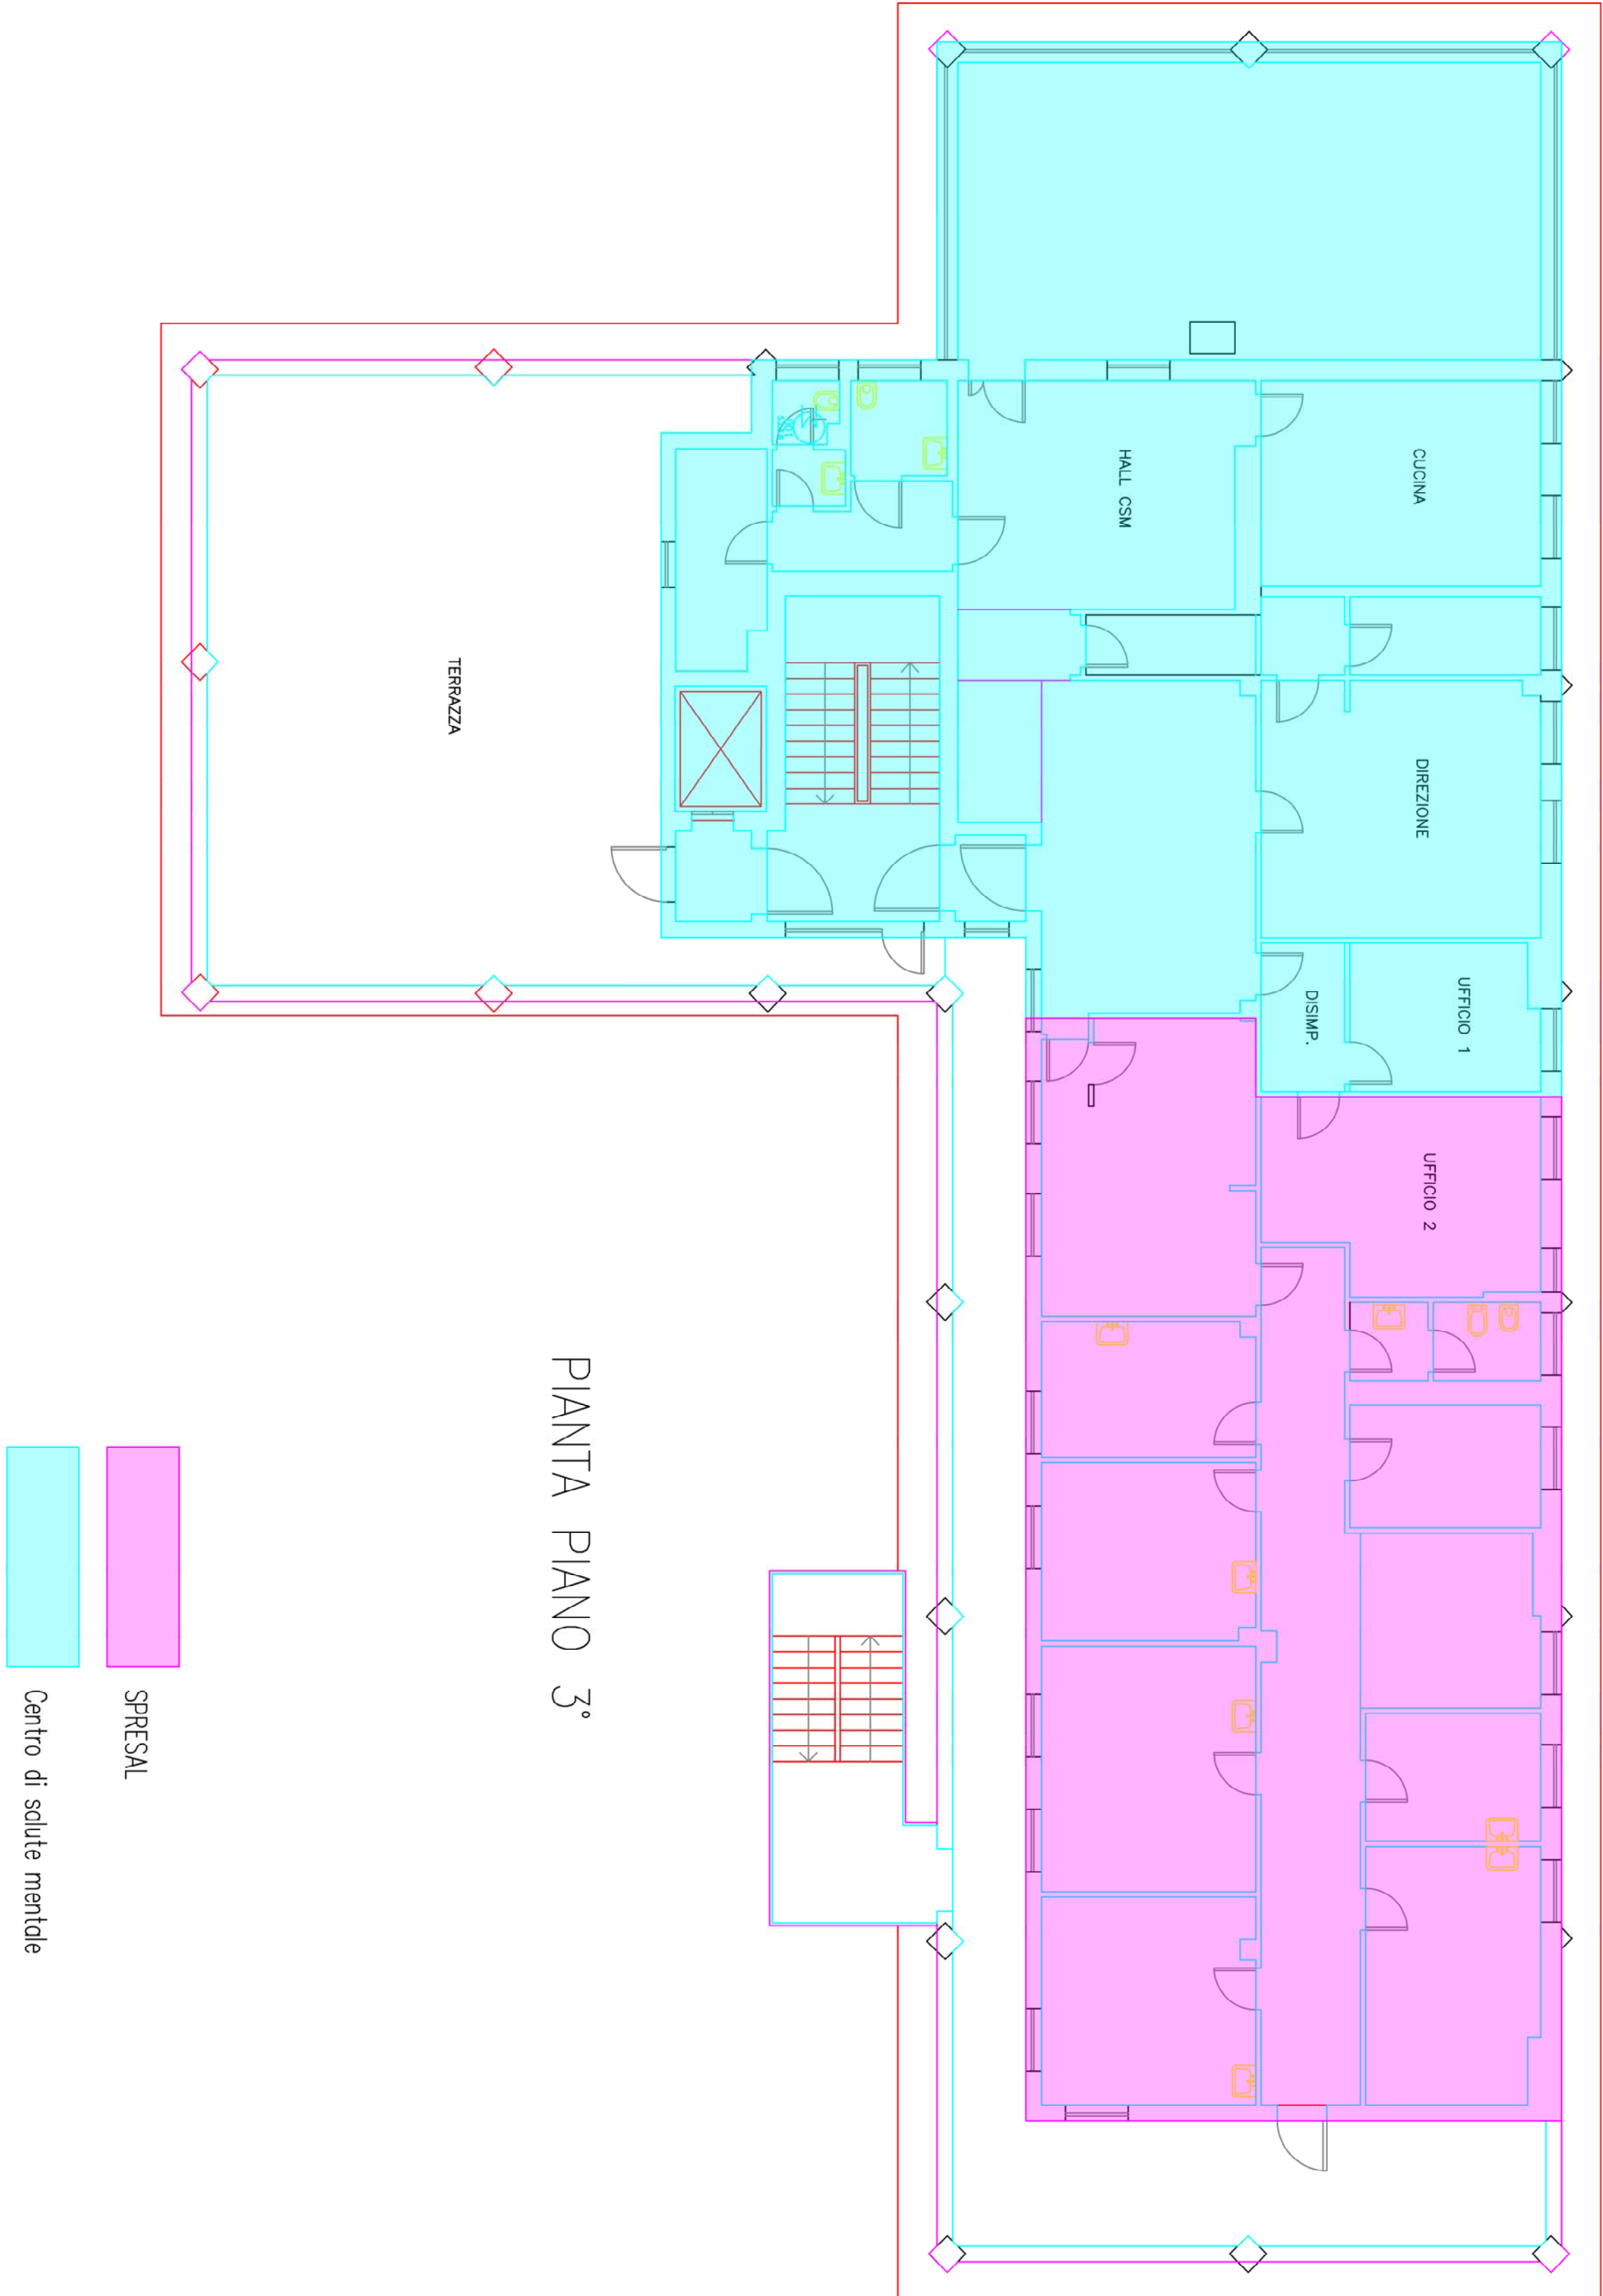 CUCINA
DIREZIONE
UFFICIO 1
UFFICIO 2
DISIMP.
HALL CSM
TERRAZZA
PIANTA PIANO 3°
SPRESAL
Centro di salute mentale